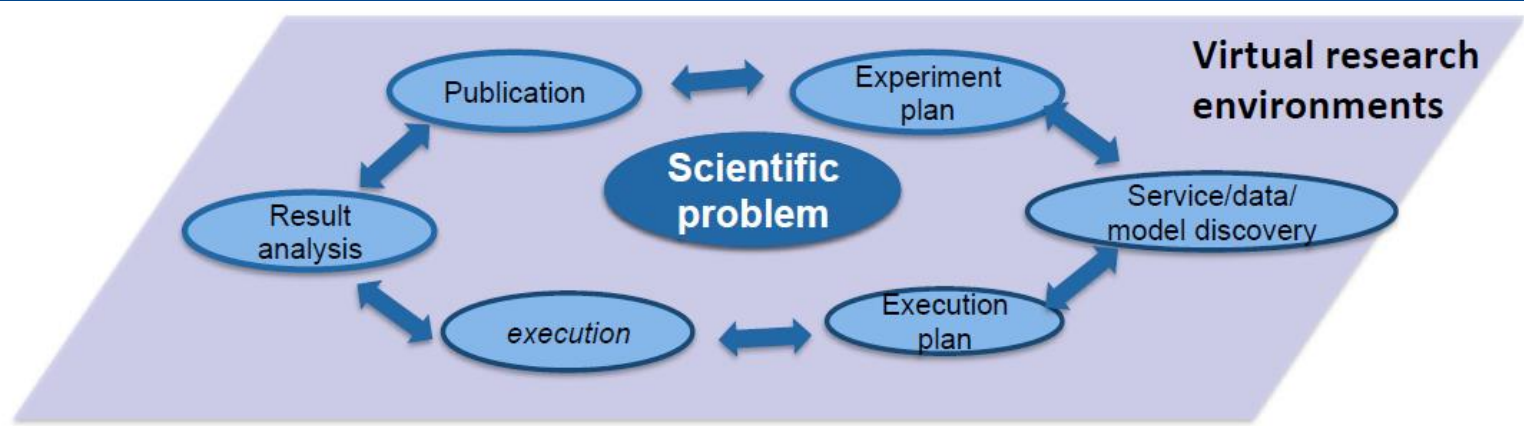 Virtual research
environments
Publication
Experiment
plan
Scientific
problem
Service/data/
model discovery
Result
analysis
Execution
plan
execution